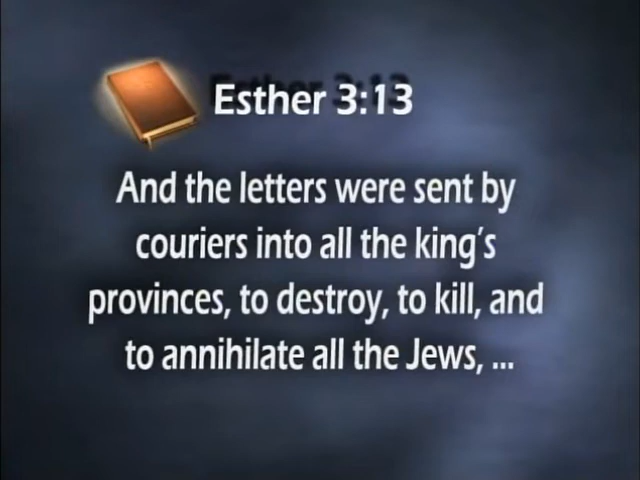 Esther 3:13
And the letters were sent by
couriers into all the king's
provinces, to destroy, to kill, and
to annihilate all the Jews, ...